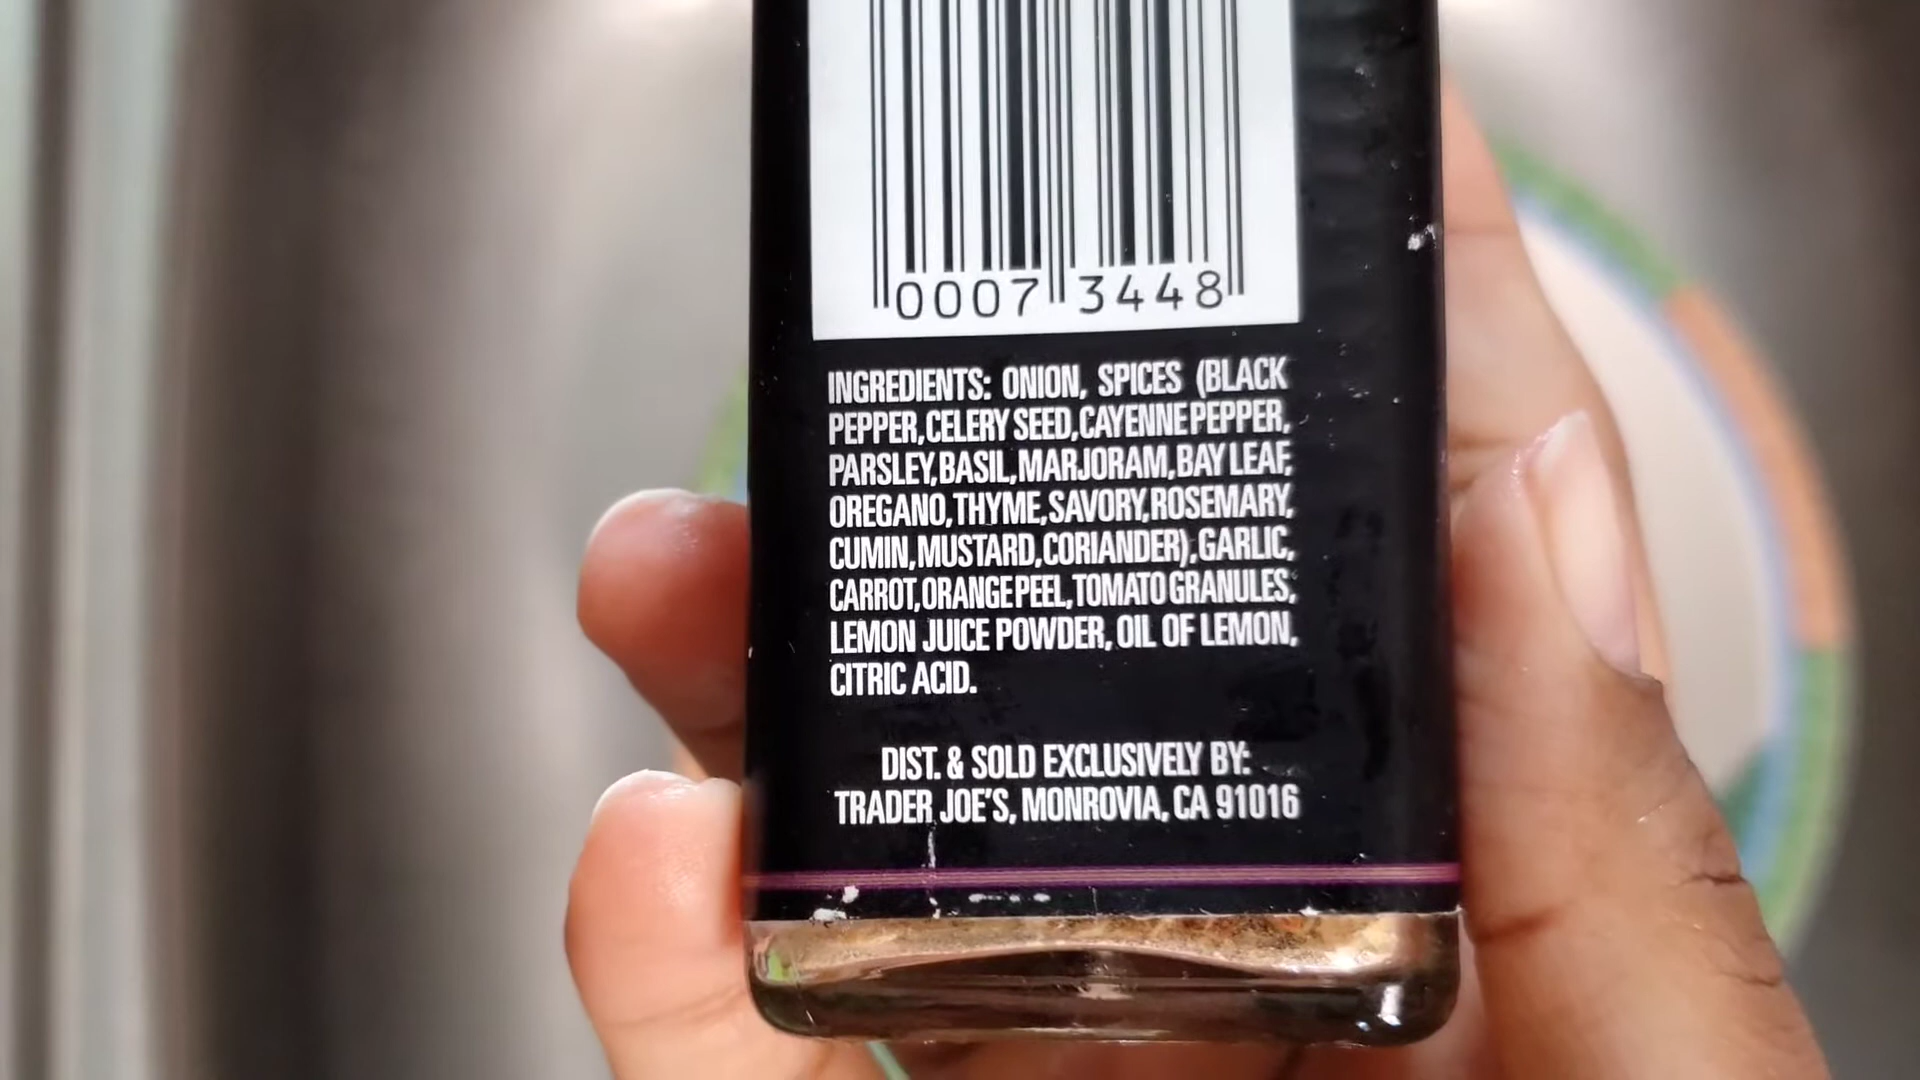 0007 3448
INGREDIENTS: ONION, SPICES (BLACK
PEPPER, CELERY SEED, CAYENNE PEPPER,
PARSLEY, BASIL, MARJORAM, BAY LEAF,
OREGANO, THYME, SAVORY, ROSEMARY,
CUMIN, MUSTARD, CORIANDER), GARLIC,
CARROT, ORANGE PEEL, TOMATO GRANULES,
LEMON JUICE POWDER, OIL OF LEMON,
CITRIC ACID.
DIST. & SOLD EXCLUSIVELY BY:
TRADER JOE'S, MONROVIA, CA 91016